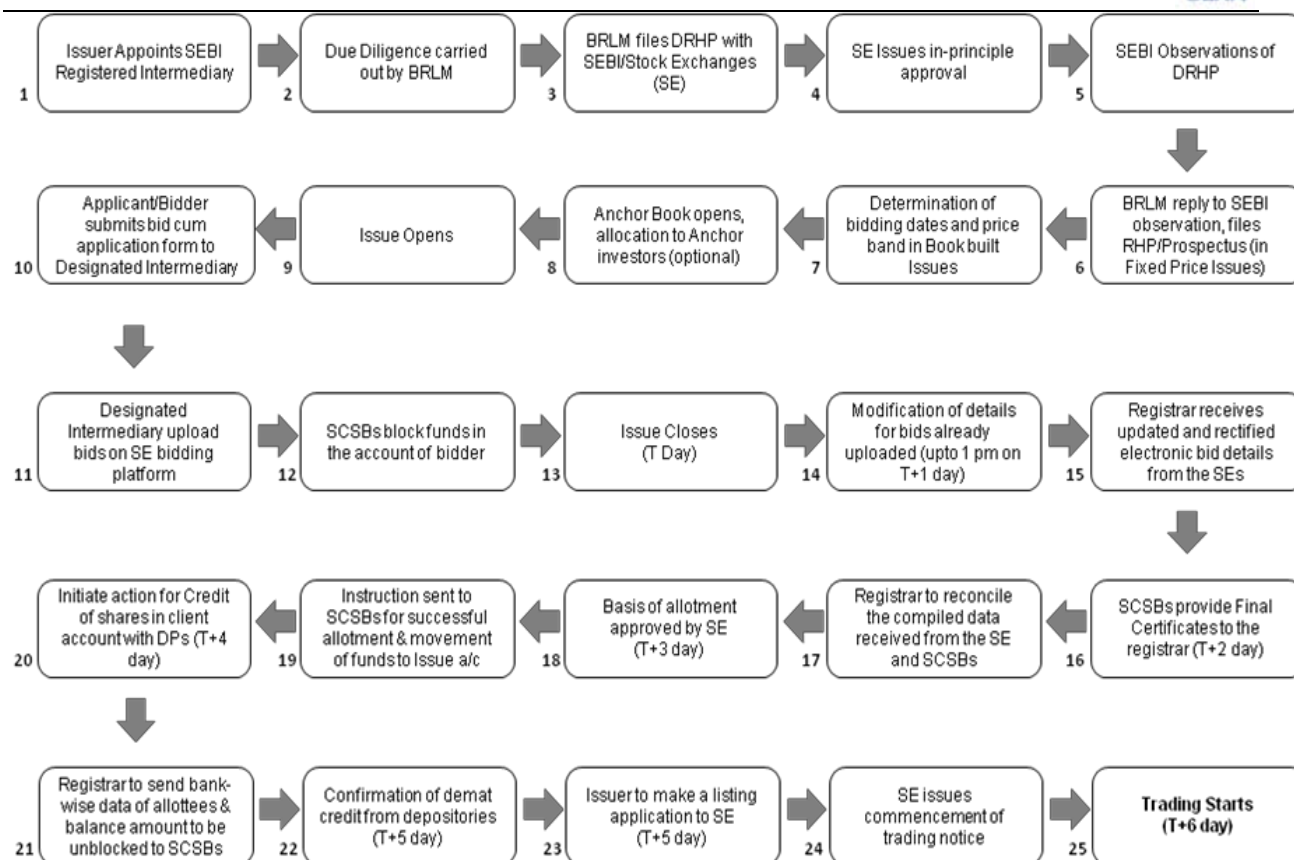 Issuer Appoints SEBI
Registered Intermediary
1
Due Diligence carried
out by BRLM
2
BRLM files DRHP with
SEBI/Stock Exchanges
(SE)
3
SE Issues in-principle
approval
4
SEBI Observations of
DRHP
5
BRLM reply to SEBI
observation, files
RHP/Prospectus (in
Fixed Price Issues)
6
Determination of
bidding dates and price
band in Book built
Issues
7
Anchor Book opens,
allocation to Anchor
investors (optional)
8
Issue Opens
9
Applicant/Bidder
submits bid cum
application form to
Designated Intermediary
10
Designated
Intermediary upload
bids on SE bidding
platform
11
SCSBs block funds in
the account of bidder
12
Issue Closes
(T Day)
13
Modification of details
for bids already
uploaded (upto 1 pm on
T+1 day)
14
Registrar receives
updated and rectified
electronic bid details
from the SEs
15
SCSBs provide Final
Certificates to the
registrar (T+2 day)
16
Registrar to reconcile
the compiled data
received from the SE
and SCSBs
17
Basis of allotment
approved by SE
(T+3 day)
18
Instruction sent to
SCSBs for successful
allotment & movement
of funds to Issue a/c
19
Initiate action for Credit
of shares in client
account with DPs (T+4
day)
20
Registrar to send bank-
wise data of allottees &
balance amount to be
unblocked to SCSBs
21
Confirmation of demat
credit from depositories
(T+5 day)
22
Issuer to make a listing
application to SE
(T+5 day)
23
SE issues
commencement of
trading notice
24
Trading Starts
(T+6 day)
25